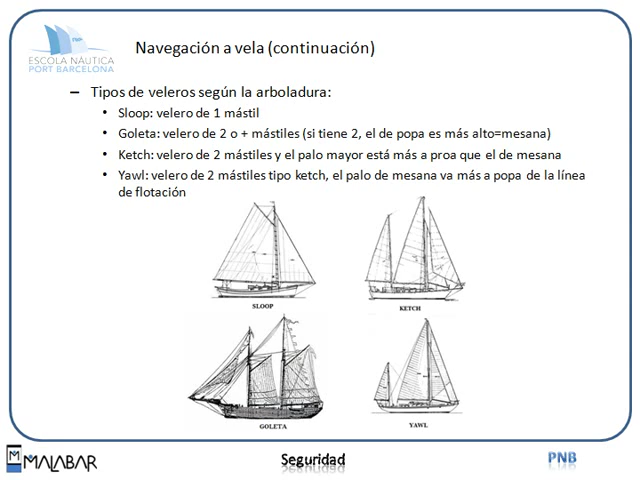 ESCOLA NÁUTICA
PORT BARCELONA
Navegación a vela (continuación)
– Tipos de veleros según la arboladura:
• Sloop: velero de 1 mástil
• Goleta: velero de 2 o + mástiles (si tiene 2, el de popa es más alto=mesana)
• Ketch: velero de 2 mástiles y el palo mayor está más a proa que el de mesana
• Yawl: velero de 2 mástiles tipo ketch, el palo de mesana va más a popa de la línea
de flotación
SLOOP
KETCH
GOLETA
YAWL
MALABAR
Seguridad
PNB